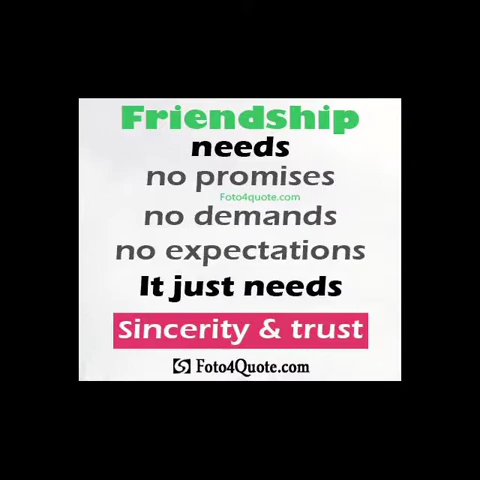 Friendship
needs
no promises
Foto4quote.com
no demands
no expectations
It just needs
Sincerity & trust
Foto4Quote.com